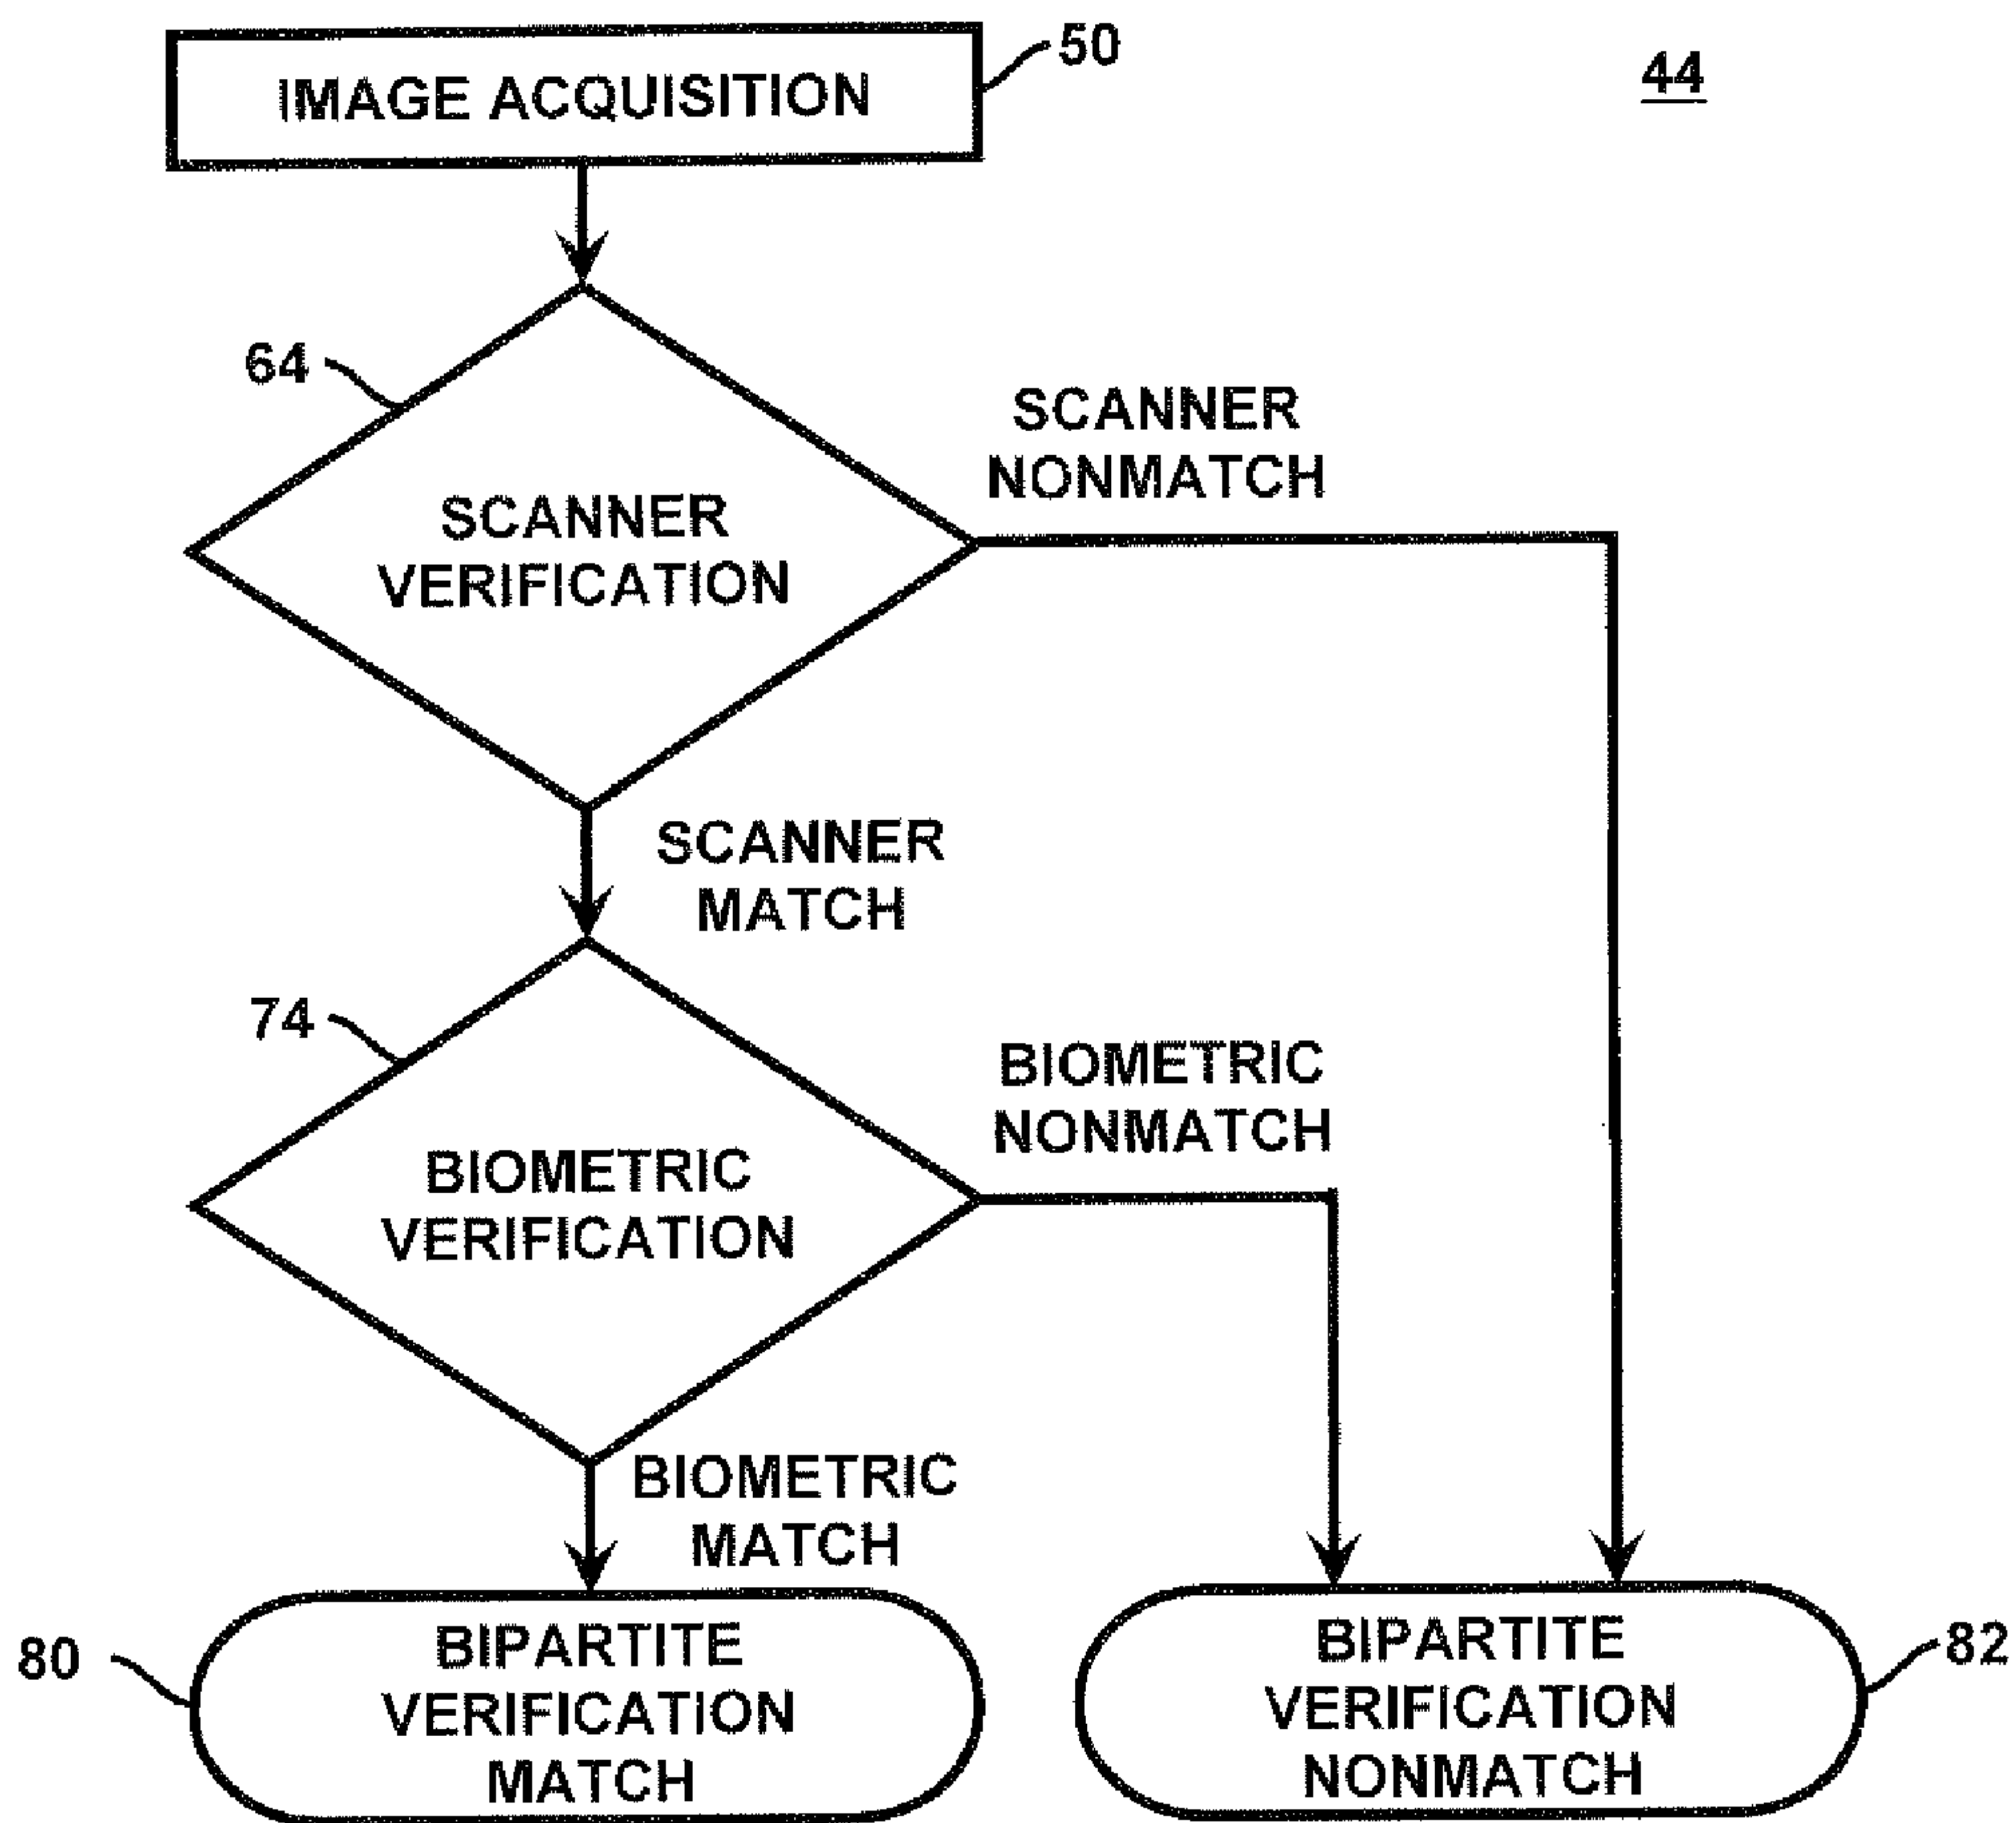 50
44
IMAGE ACQUISITION
64
SCANNER
NONMATCH
SCANNER
VERIFICATION
SCANNER
MATCH
74
BIOMETRIC
NONMATCH
BIOMETRIC
VERIFICATION
BIOMETRIC
MATCH
80
BIPARTITE
VERIFICATION
MATCH
BIPARTITE
VERIFICATION
NONMATCH
82